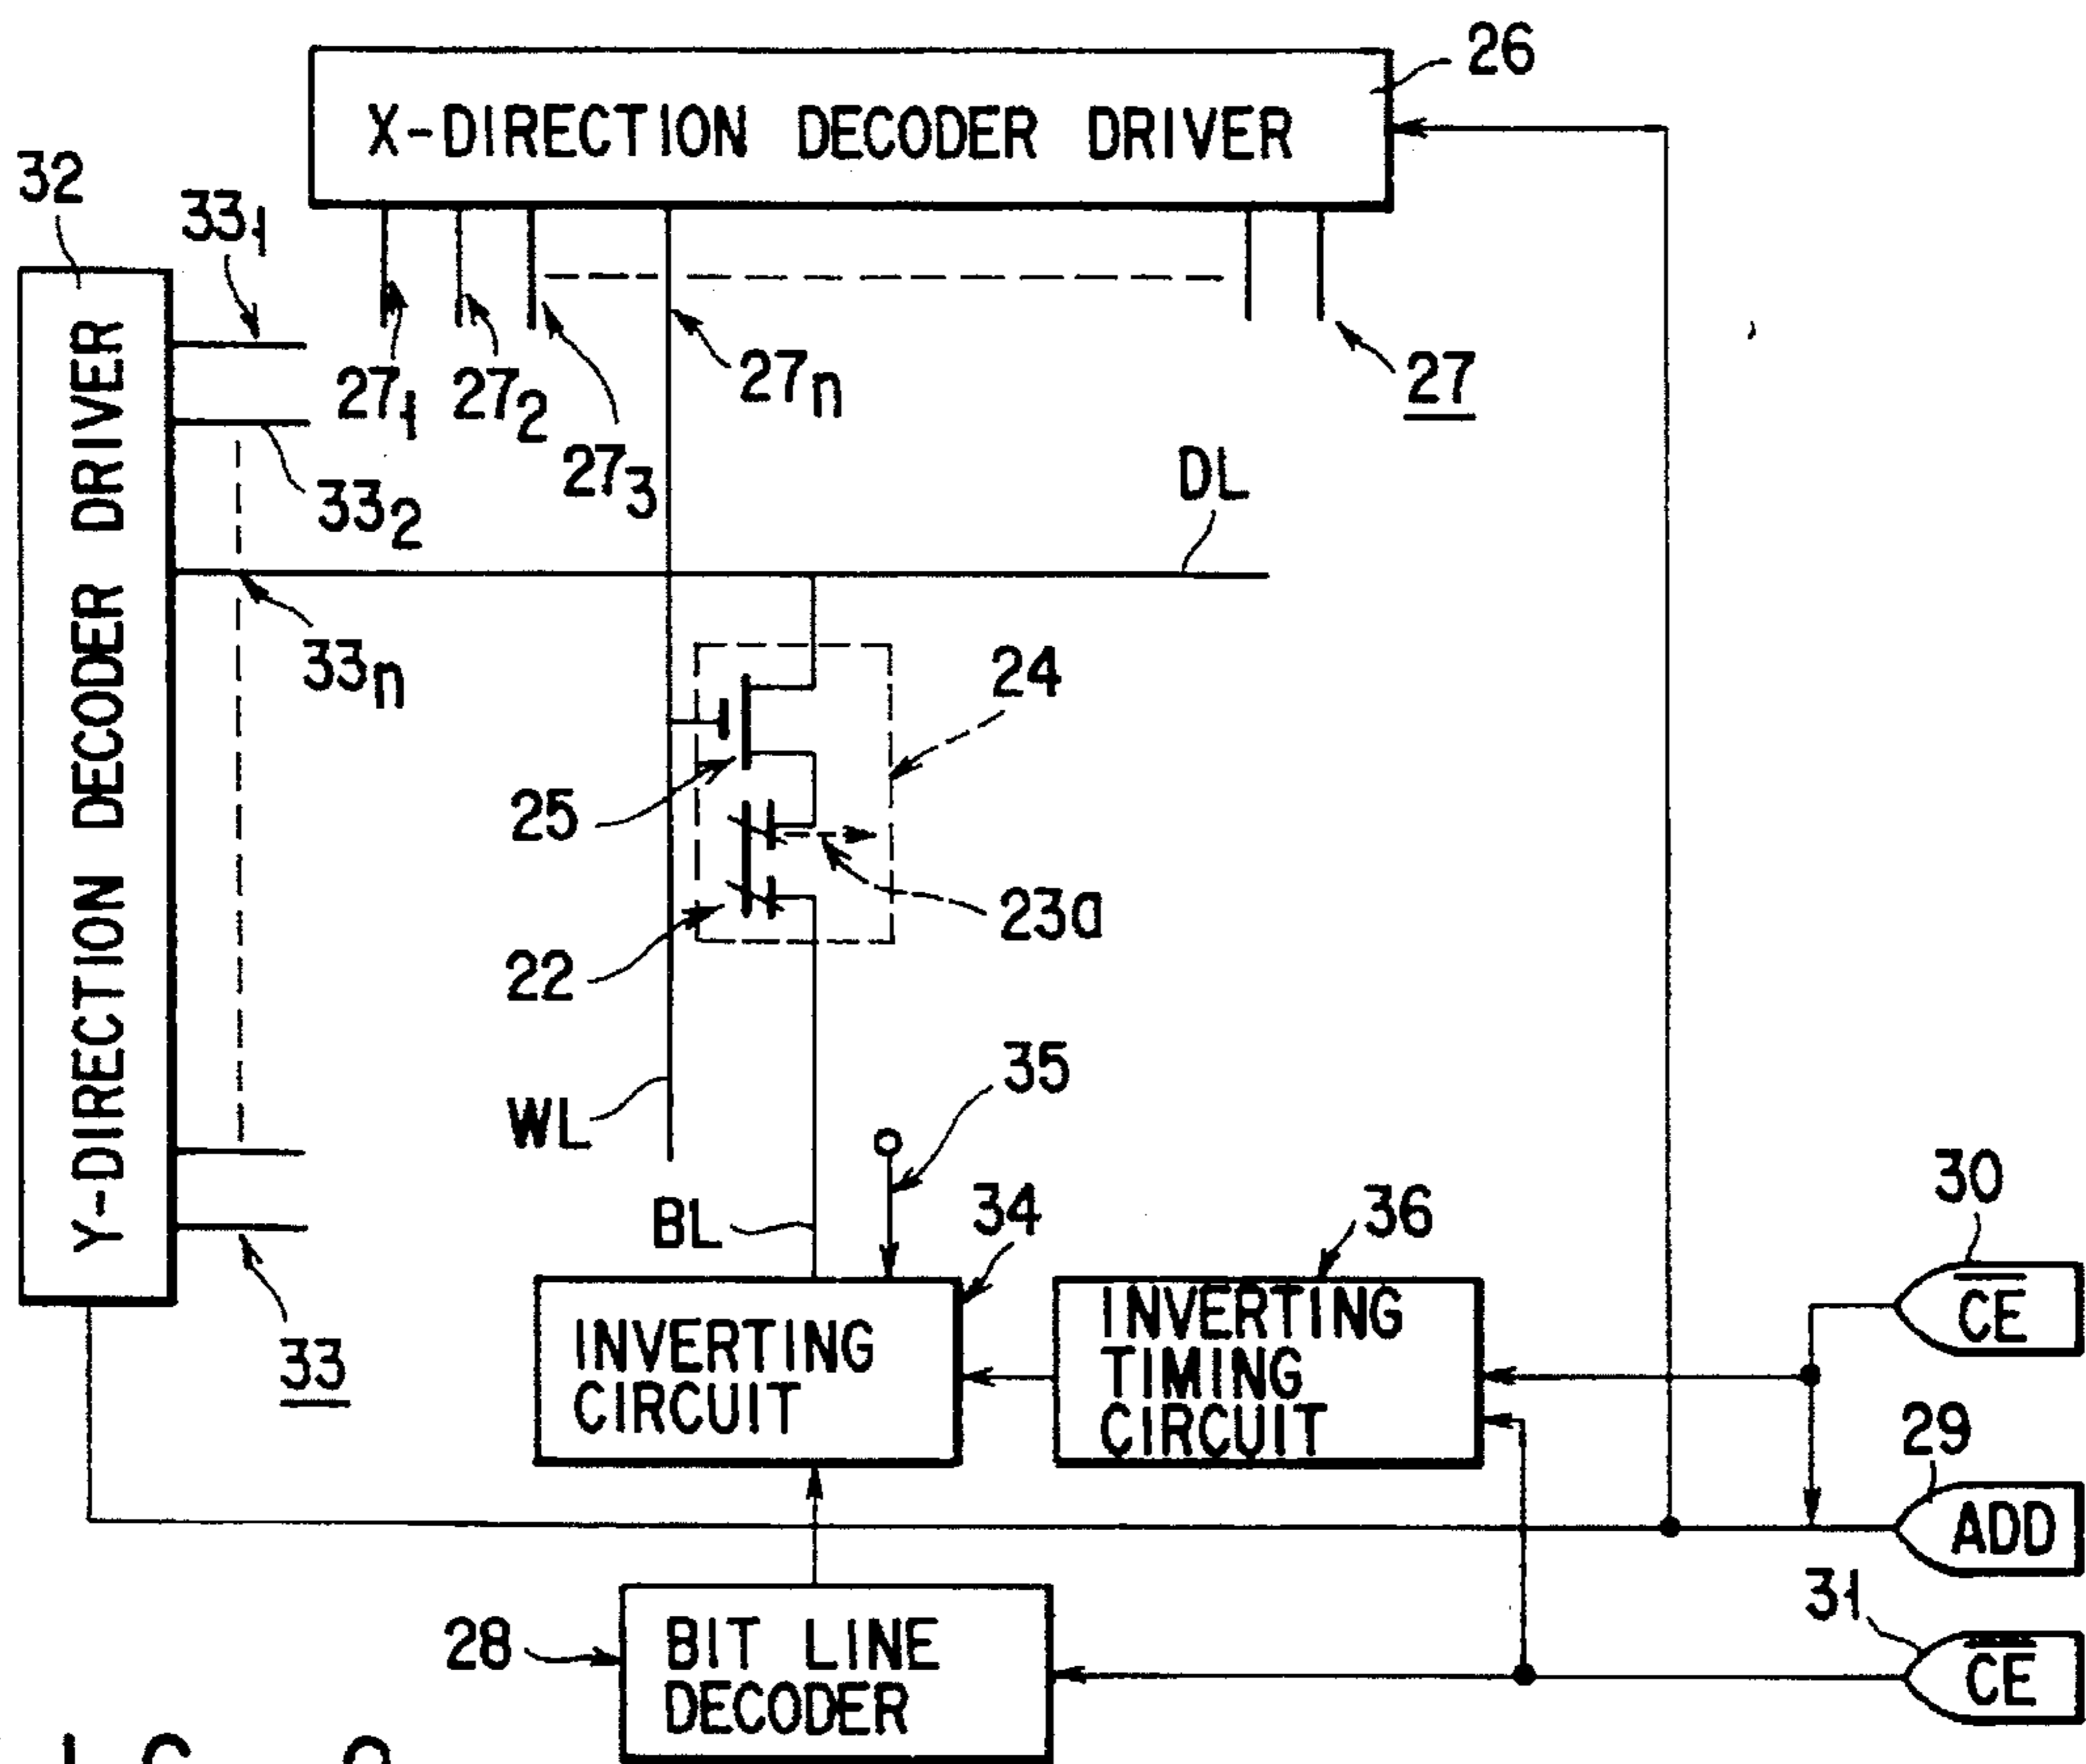 26
X-DIRECTION DECODER DRIVER
32
33₁
27₁
27₂
27₃
27ₙ
27
33₂
DL
33ₙ
Y-DIRECTION DECODER DRIVER
24
25
23a
22
35
WL
BL
34
36
30
33
INVERTING
CIRCUIT
INVERTING
TIMING
CIRCUIT
C̅E̅
29
ADD
31
28
BIT LINE
DECODER
C̅E̅